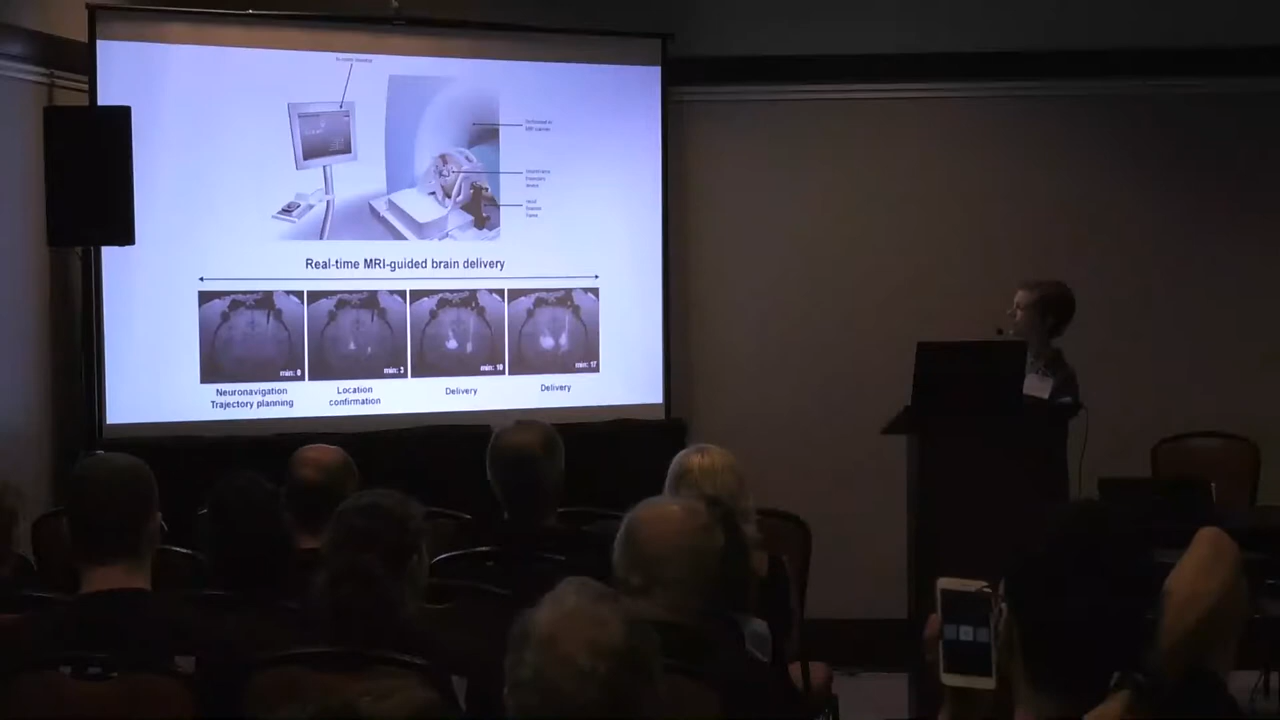 Real-time MRI-guided brain delivery
min: 0
min: 3
min: 10
min: 17
Neuronavigation
Trajectory planning
Location
confirmation
Delivery
Delivery